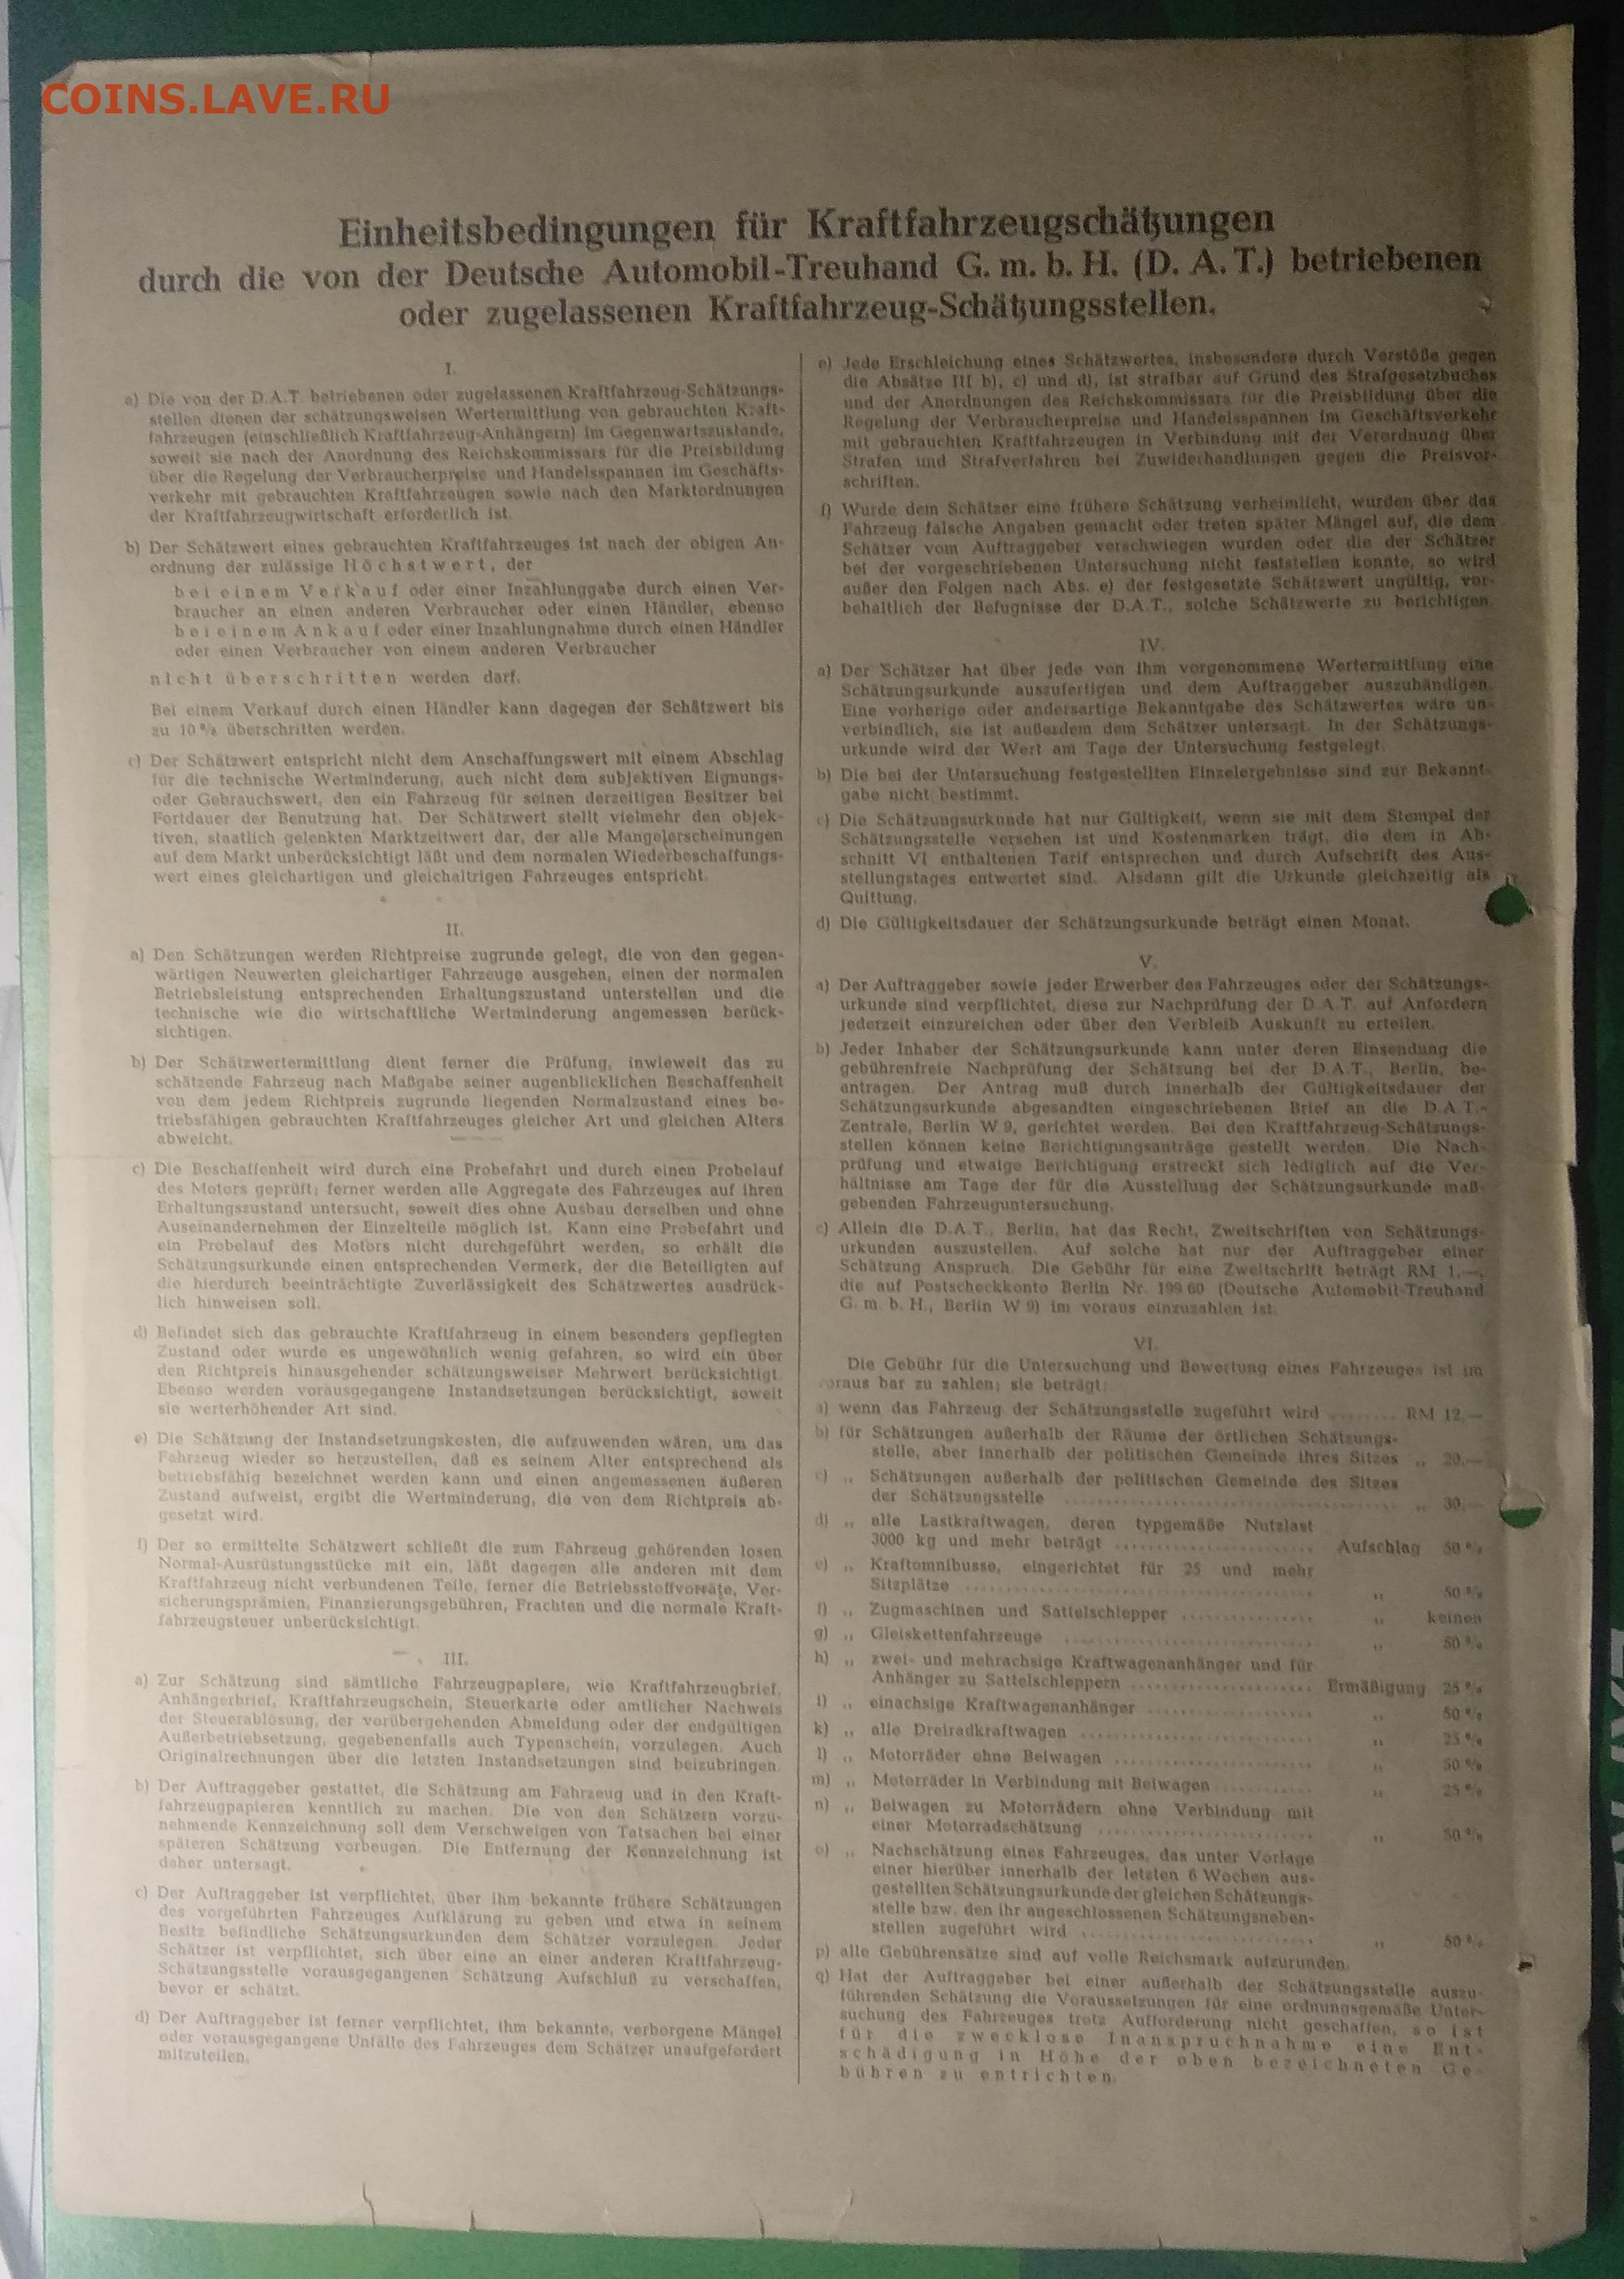 COINS.LAVE.RU
Einheitsbedingungen für Kraftfahrzeugschätzungen
durch die von der Deutsche Automobil-Treuhand G. m. b. H. (D. A. T.) betriebenen
oder zugelassenen Kraftfahrzeug-Schätzungsstellen.
I.
a) Die von der D.A.T. betriebenen oder zugelassenen Kraftfahrzeug-Schätzungs-
stellen dienen der schätzungsweisen Wertermittlung von gebrauchten Kraft-
fahrzeugen (einschließlich Kraftfahrzeug-Anhängern) im Gegenwartszustande,
soweit sie nach der Anordnung des Reichskommissars für die Preisbildung
über die Regelung der Verbraucherpreise und Handelsspannen im Geschäfts-
verkehr mit gebrauchten Kraftfahrzeugen sowie nach den Marktordnungen
der Kraftfahrzeugwirtschaft erforderlich ist.
b) Der Schätzwert eines gebrauchten Kraftfahrzeuges ist nach der obigen An-
ordnung der zulässige Höchstwert, der
bei einem Verkauf oder einer Inzahlunggabe durch einen Ver-
braucher an einen anderen Verbraucher oder einen Händler, ebenso
bei einem Ankauf oder einer Inzahlungnahme durch einen Händler
oder einen Verbraucher von einem anderen Verbraucher
nicht überschritten werden darf.
Bei einem Verkauf durch einen Händler kann dagegen der Schätzwert bis
zu 10 % überschritten werden.
c) Der Schätzwert entspricht nicht dem Anschaffungswert mit einem Abschlag
für die technische Wertminderung, auch nicht dem subjektiven Eignungs-
oder Gebrauchswert, den ein Fahrzeug für seinen derzeitigen Besitzer bei
Fortdauer der Benutzung hat. Der Schätzwert stellt vielmehr den objek-
tiven, staatlich gelenkten Marktzeitwert dar, der alle Mangelerscheinungen
auf dem Markt unberücksichtigt läßt und dem normalen Wiederbeschaffungs-
wert eines gleichartigen und gleichaltrigen Fahrzeuges entspricht.
II.
a) Den Schätzungen werden Richtpreise zugrunde gelegt, die von den gegen-
wärtigen Neuwerten gleichartiger Fahrzeuge ausgehen, einen der normalen
Betriebsleistung entsprechenden Erhaltungszustand unterstellen und die
technische wie die wirtschaftliche Wertminderung angemessen berück-
sichtigen.
b) Der Schätzwertermittlung dient ferner die Prüfung, inwieweit das zu
schätzende Fahrzeug nach Maßgabe seiner augenblicklichen Beschaffenheit
von dem jedem Richtpreis zugrunde liegenden Normalzustand eines be-
triebsfähigen gebrauchten Kraftfahrzeuges gleicher Art und gleichen Alters
abweicht.
c) Die Beschaffenheit wird durch eine Probefahrt und durch einen Probelauf
des Motors geprüft; ferner werden alle Aggregate des Fahrzeuges auf ihren
Erhaltungszustand untersucht, soweit dies ohne Ausbau derselben und ohne
Auseinandernehmen der Einzelteile möglich ist. Kann eine Probefahrt und
ein Probelauf des Motors nicht durchgeführt werden, so erhält die
Schätzungsurkunde einen entsprechenden Vermerk, der die Beteiligten auf
die hierdurch beeinträchtigte Zuverlässigkeit des Schätzwertes ausdrück-
lich hinweisen soll.
d) Befindet sich das gebrauchte Kraftfahrzeug in einem besonders gepflegten
Zustand oder wurde es ungewöhnlich wenig gefahren, so wird ein über
den Richtpreis hinausgehender schätzungsweiser Mehrwert berücksichtigt.
Ebenso werden vorausgegangene Instandsetzungen berücksichtigt, soweit
sie werterhöhender Art sind.
e) Die Schätzung der Instandsetzungskosten, die aufzuwenden wären, um das
Fahrzeug wieder so herzustellen, daß es seinem Alter entsprechend als
betriebsfähig bezeichnet werden kann und einen angemessenen äußeren
Zustand aufweist, ergibt die Wertminderung, die von dem Richtpreis ab-
gesetzt wird.
f) Der so ermittelte Schätzwert schließt die zum Fahrzeug gehörenden losen
Normal-Ausrüstungsstücke mit ein, läßt dagegen alle anderen mit dem
Kraftfahrzeug nicht verbundenen Teile, ferner die Betriebsstoffvorräte, Ver-
sicherungsprämien, Finanzierungsgebühren, Frachten und die normale Kraft-
fahrzeugsteuer unberücksichtigt.
III.
a) Zur Schätzung sind sämtliche Fahrzeugpapiere, wie Kraftfahrzeugbrief,
Anhängerbrief, Kraftfahrzeugschein, Steuerkarte oder amtlicher Nachweis
der Steuerablösung, der vorübergehenden Abmeldung oder der endgültigen
Außerbetriebsetzung, gegebenenfalls auch Typenschein, vorzulegen. Auch
Originalrechnungen über die letzten Instandsetzungen sind beizubringen.
b) Der Auftraggeber gestattet, die Schätzung am Fahrzeug und in den Kraft-
fahrzeugpapieren kenntlich zu machen. Die von den Schätzern vorzu-
nehmende Kennzeichnung soll dem Verschweigen von Tatsachen bei einer
späteren Schätzung vorbeugen. Die Entfernung der Kennzeichnung ist
daher untersagt.
c) Der Auftraggeber ist verpflichtet, über ihm bekannte frühere Schätzungen
des vorgeführten Fahrzeuges Aufklärung zu geben und etwa in seinem
Besitz befindliche Schätzungsurkunden dem Schätzer vorzulegen. Jeder
Schätzer ist verpflichtet, sich über eine an einer anderen Kraftfahrzeug-
Schätzungsstelle vorausgegangenen Schätzung Aufschluß zu verschaffen,
bevor er schätzt.
d) Der Auftraggeber ist ferner verpflichtet, ihm bekannte, verborgene Mängel
oder vorausgegangene Unfälle des Fahrzeuges dem Schätzer unaufgefordert
mitzuteilen.
e) Jede Erschleichung eines Schätzwertes, insbesondere durch Verstöße gegen
die Absätze III b), c) und d), ist strafbar auf Grund des Strafgesetzbuches
und der Anordnungen des Reichskommissars für die Preisbildung über die
Regelung der Verbraucherpreise und Handelsspannen im Geschäftsverkehr
mit gebrauchten Kraftfahrzeugen in Verbindung mit der Verordnung über
Strafen und Strafverfahren bei Zuwiderhandlungen gegen die Preisvor-
schriften.
f) Wurde dem Schätzer eine frühere Schätzung verheimlicht, wurden über das
Fahrzeug falsche Angaben gemacht oder treten später Mängel auf, die dem
Schätzer vom Auftraggeber verschwiegen wurden oder die der Schätzer
bei der vorgeschriebenen Untersuchung nicht feststellen konnte, so wird
außer den Folgen nach Abs. e) der festgesetzte Schätzwert ungültig, vor-
behaltlich der Befugnisse der D.A.T., solche Schätzwerte zu berichtigen.
IV.
a) Der Schätzer hat über jede von ihm vorgenommene Wertermittlung eine
Schätzungsurkunde auszufertigen und dem Auftraggeber auszuhändigen.
Eine vorherige oder andersartige Bekanntgabe des Schätzwertes wäre un-
verbindlich, sie ist außerdem dem Schätzer untersagt. In der Schätzungs-
urkunde wird der Wert am Tage der Untersuchung festgelegt.
b) Die bei der Untersuchung festgestellten Einzelergebnisse sind zur Bekannt-
gabe nicht bestimmt.
c) Die Schätzungsurkunde hat nur Gültigkeit, wenn sie mit dem Stempel der
Schätzungsstelle versehen ist und Kostenmarken trägt, die dem in Ab-
schnitt VI enthaltenen Tarif entsprechen und durch Aufschrift des Aus-
stellungstages entwertet sind. Alsdann gilt die Urkunde gleichzeitig als
Quittung.
d) Die Gültigkeitsdauer der Schätzungsurkunde beträgt einen Monat.
V.
a) Der Auftraggeber sowie jeder Erwerber des Fahrzeuges oder der Schätzungs-
urkunde sind verpflichtet, diese zur Nachprüfung der D.A.T. auf Anfordern
jederzeit einzureichen oder über den Verbleib Auskunft zu erteilen.
b) Jeder Inhaber der Schätzungsurkunde kann unter deren Einsendung die
gebührenfreie Nachprüfung der Schätzung bei der D.A.T., Berlin, be-
antragen. Der Antrag muß durch innerhalb der Gültigkeitsdauer der
Schätzungsurkunde abgesandten eingeschriebenen Brief an die D.A.T.-
Zentrale, Berlin W 9, gerichtet werden. Bei den Kraftfahrzeug-Schätzungs-
stellen können keine Berichtigungsanträge gestellt werden. Die Nach-
prüfung und etwaige Berichtigung erstreckt sich lediglich auf die Ver-
hältnisse am Tage der für die Ausstellung der Schätzungsurkunde maß-
gebenden Fahrzeuguntersuchung.
c) Allein die D.A.T., Berlin, hat das Recht, Zweitschriften von Schätzungs-
urkunden auszustellen. Auf solche hat nur der Auftraggeber einer
Schätzung Anspruch. Die Gebühr für eine Zweitschrift beträgt RM 1,—,
die auf Postscheckkonto Berlin Nr. 199 60 (Deutsche Automobil-Treuhand
G. m. b. H., Berlin W 9) im voraus einzuzahlen ist.
VI.
Die Gebühr für die Untersuchung und Bewertung eines Fahrzeuges ist im
voraus bar zu zahlen; sie beträgt:
a) wenn das Fahrzeug der Schätzungsstelle zugeführt wird ........ RM 12,—
b) für Schätzungen außerhalb der Räume der örtlichen Schätzungs-
stelle, aber innerhalb der politischen Gemeinde ihres Sitzes „ 20,—
c) „ Schätzungen außerhalb der politischen Gemeinde des Sitzes
der Schätzungsstelle ........ „ 30,—
d) „ alle Lastkraftwagen, deren typgemäße Nutzlast
3000 kg und mehr beträgt ........ Aufschlag 50 %
e) „ Kraftomnibusse, eingerichtet für 25 und mehr
Sitzplätze ........ „ 50 %
f) „ Zugmaschinen und Sattelschlepper ........ „ keinen
g) „ Gleiskettenfahrzeuge ........ „ 50 %
h) „ zwei- und mehrachsige Kraftwagenanhänger und für
Anhänger zu Sattelschleppern ........ Ermäßigung 25 %
i) „ einachsige Kraftwagenanhänger ........ „ 50 %
k) „ alle Dreiradkraftwagen ........ „ 25 %
l) „ Motorräder ohne Beiwagen ........ „ 50 %
m) „ Motorräder in Verbindung mit Beiwagen ........ „ 25 %
n) „ Beiwagen zu Motorrädern ohne Verbindung mit
einer Motorradschätzung ........ „ 50 %
o) „ Nachschätzung eines Fahrzeuges, das unter Vorlage
einer hierüber innerhalb der letzten 6 Wochen aus-
gestellten Schätzungsurkunde der gleichen Schätzungs-
stelle bzw. den ihr angeschlossenen Schätzungsneben-
stellen zugeführt wird ........ „ 50 %
p) alle Gebührensätze sind auf volle Reichsmark aufzurunden.
q) Hat der Auftraggeber bei einer außerhalb der Schätzungsstelle auszu-
führenden Schätzung die Voraussetzungen für eine ordnungsgemäße Unter-
suchung des Fahrzeuges trotz Aufforderung nicht geschaffen, so ist
für die zwecklose Inanspruchnahme eine Ent-
schädigung in Höhe der oben bezeichneten Ge-
bühren zu entrichten.